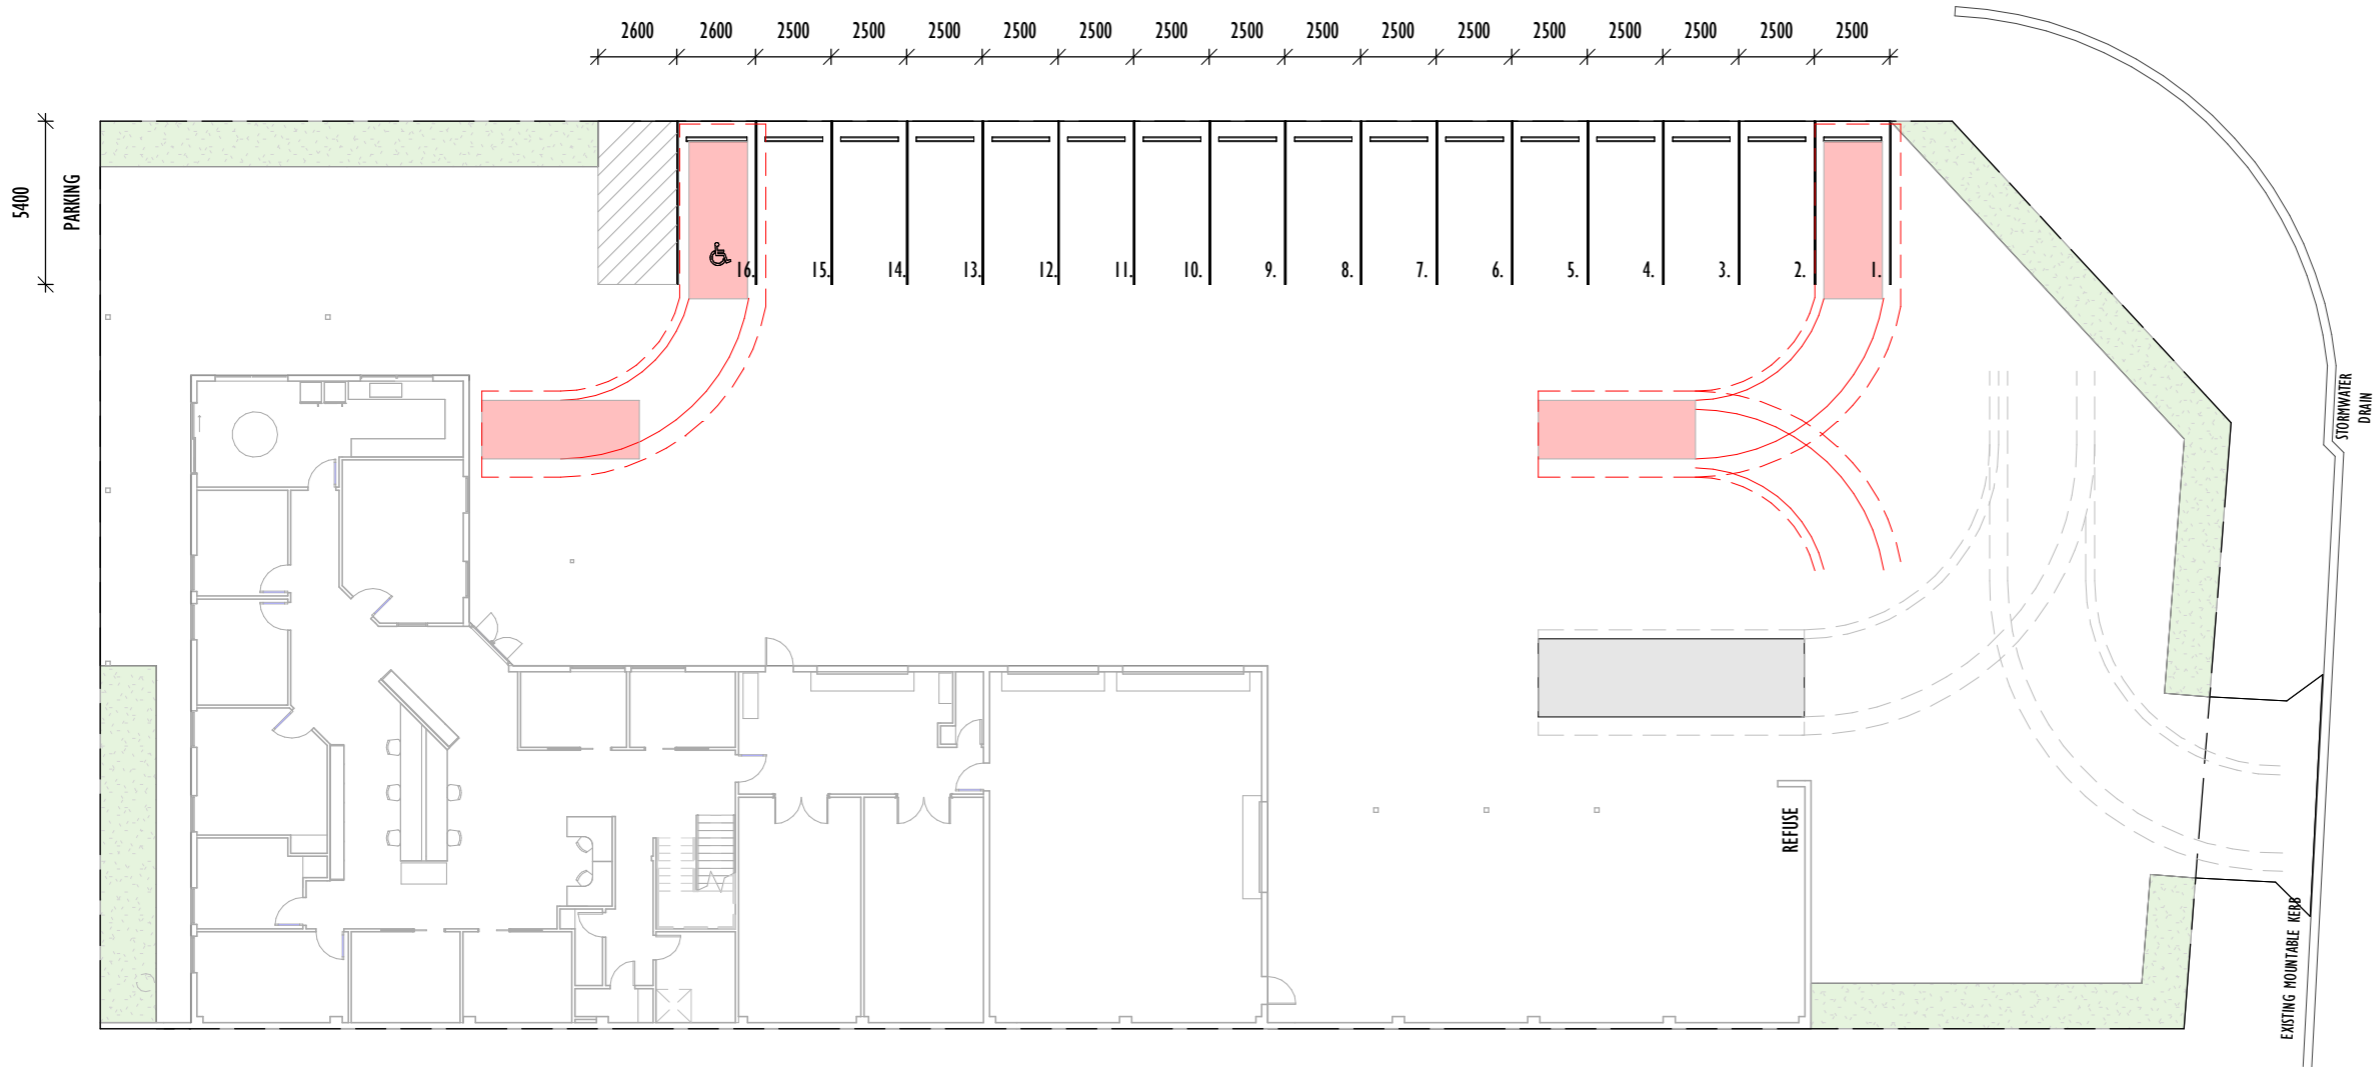 2600 2600 2500 2500 2500 2500 2500 2500 2500 2500 2500 2500 2500 2500 2500 2500 2500
5400
PARKING
16. 15. 14. 13. 12. 11. 10. 9. 8. 7. 6. 5. 4. 3. 2. 1.
STORMWATER
DRAIN
REFUSE
EXISTING MOUNTABLE KERB